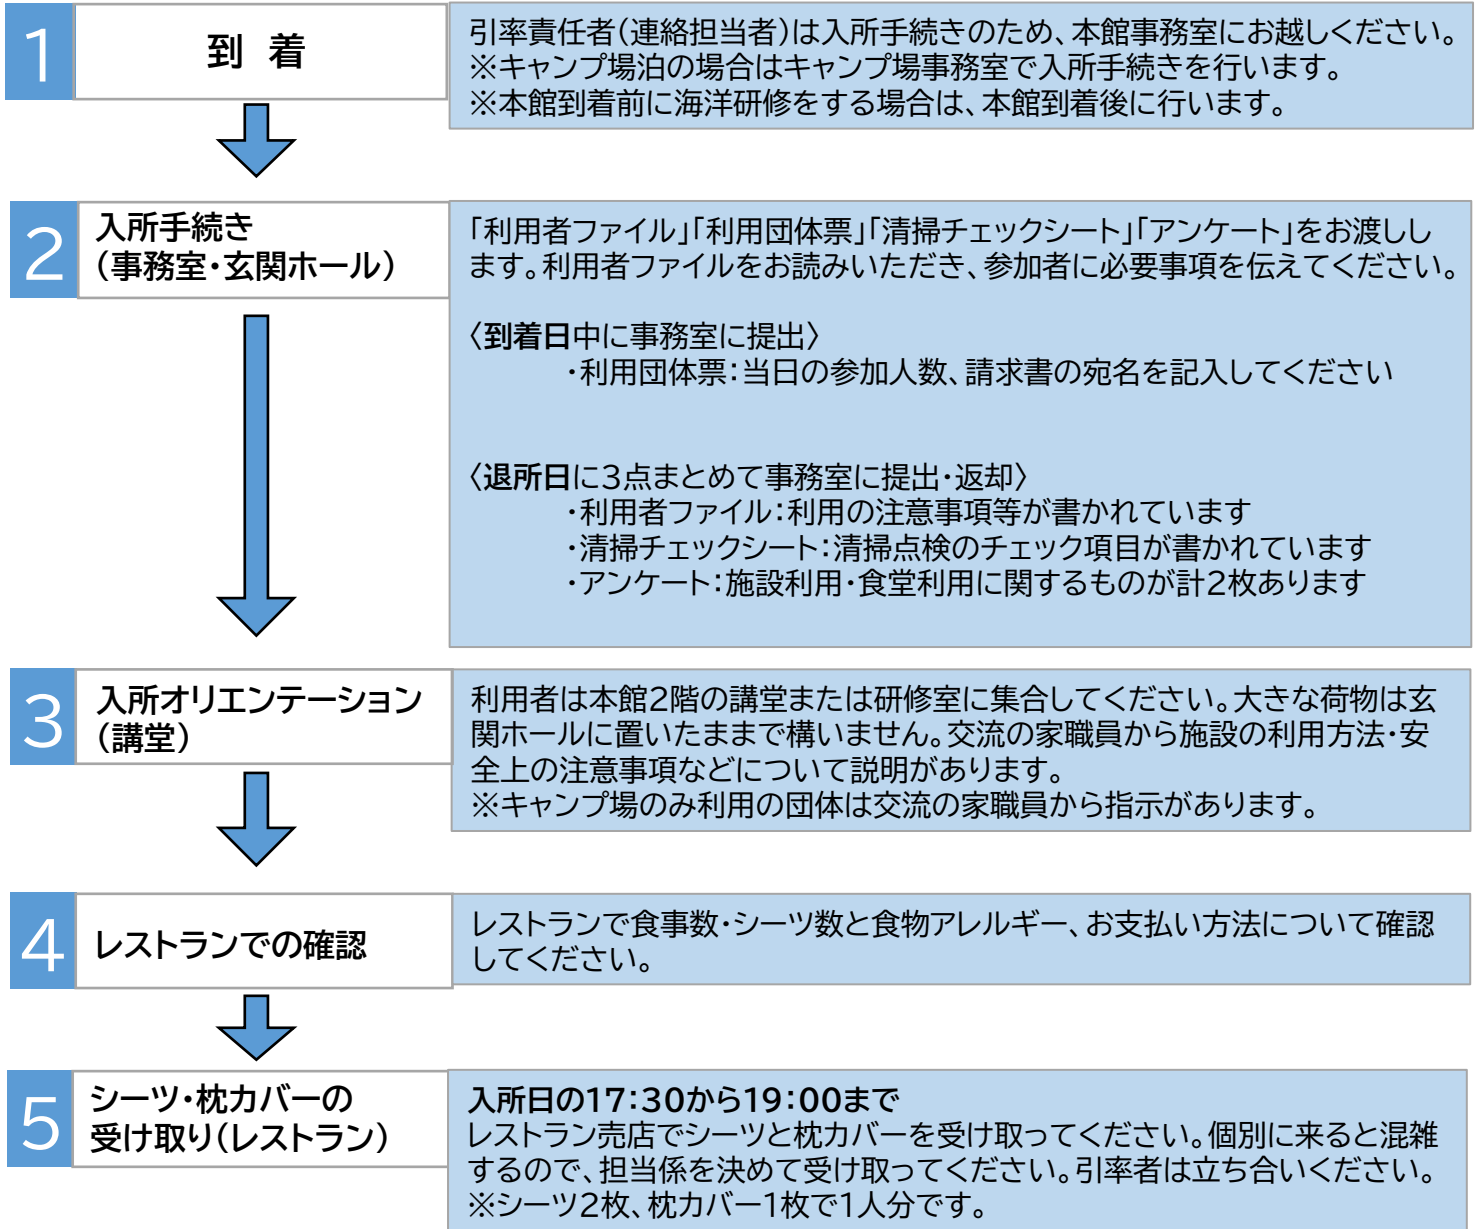 1
到 着
引率責任者(連絡担当者)は入所手続きのため、本館事務室にお越しください。
※キャンプ場泊の場合はキャンプ場事務室で入所手続きを行います。
※本館到着前に海洋研修をする場合は、本館到着後に行います。
2
入所手続き
(事務室・玄関ホール)
「利用者ファイル」「利用団体票」「清掃チェックシート」「アンケート」をお渡しし
ます。利用者ファイルをお読みいただき、参加者に必要事項を伝えてください。
〈到着日中に事務室に提出〉
・利用団体票:当日の参加人数、請求書の宛名を記入してください
〈退所日に3点まとめて事務室に提出・返却〉
・利用者ファイル:利用の注意事項等が書かれています
・清掃チェックシート:清掃点検のチェック項目が書かれています
・アンケート:施設利用・食堂利用に関するものが計2枚あります
3
入所オリエンテーション
(講堂)
利用者は本館2階の講堂または研修室に集合してください。大きな荷物は玄
関ホールに置いたままで構いません。交流の家職員から施設の利用方法・安
全上の注意事項などについて説明があります。
※キャンプ場のみ利用の団体は交流の家職員から指示があります。
4
レストランでの確認
レストランで食事数・シーツ数と食物アレルギー、お支払い方法について確認
してください。
5
シーツ・枕カバーの
受け取り(レストラン)
入所日の17:30から19:00まで
レストラン売店でシーツと枕カバーを受け取ってください。個別に来ると混雑
するので、担当係を決めて受け取ってください。引率者は立ち合いください。
※シーツ2枚、枕カバー1枚で1人分です。